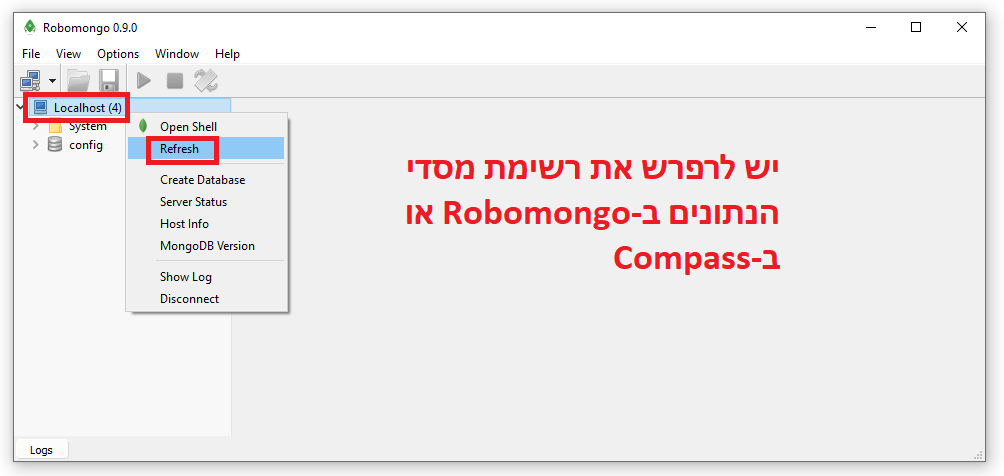 Robomongo 0.9.0
File View Options Window Help
Localhost (4)
System
config
Open Shell
Refresh
Create Database
Server Status
Host Info
MongoDB Version
Show Log
Disconnect
יש לרפרש את רשימת מסדי
הנתונים ב-Robomongo או
ב-Compass
Logs